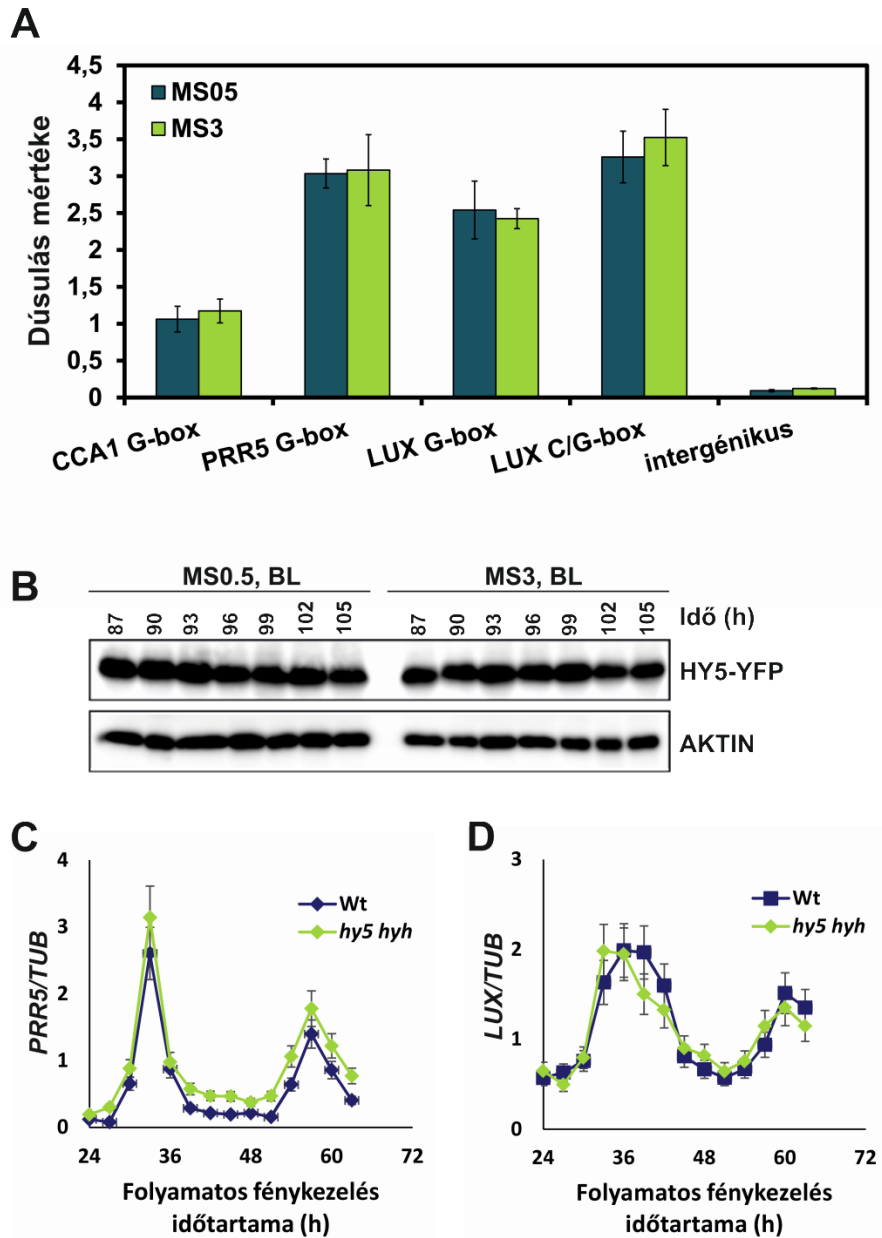 A
Dúsulás mértéke
4,5
4
3,5
3
2,5
2
1,5
1
0,5
0
MS05
MS3
CCA1 G-box
PRR5 G-box
LUX G-box
LUX C/G-box
intergénikus
B
MS0.5, BL
MS3, BL
87 90 93 96 99 102 105
87 90 93 96 99 102 105
Idő (h)
HY5-YFP
AKTIN
C
PRR5/TUB
4
3
2
1
0
Wt
hy5 hyh
24 36 48 60 72
Folyamatos fénykezelés
időtartama (h)
D
LUX/TUB
3
2
1
0
Wt
hy5 hyh
24 36 48 60 72
Folyamatos fénykezelés
időtartama (h)